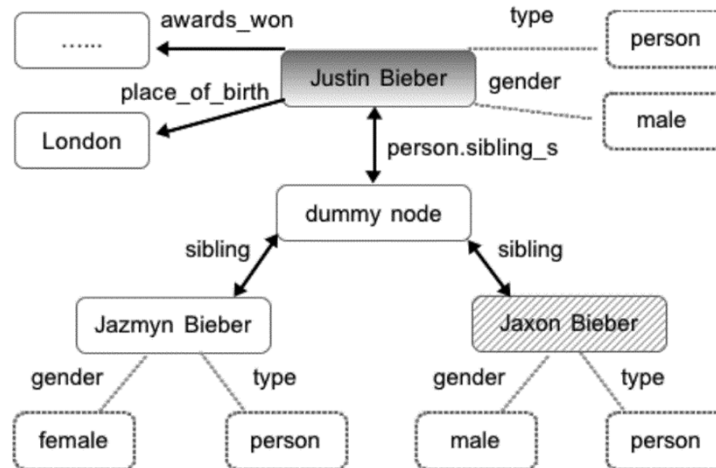 awards_won
type
......
person
Justin Bieber
gender
place_of_birth
male
London
person.sibling_s
dummy node
sibling
sibling
Jazmyn Bieber
Jaxon Bieber
gender
type
gender
type
female
person
male
person